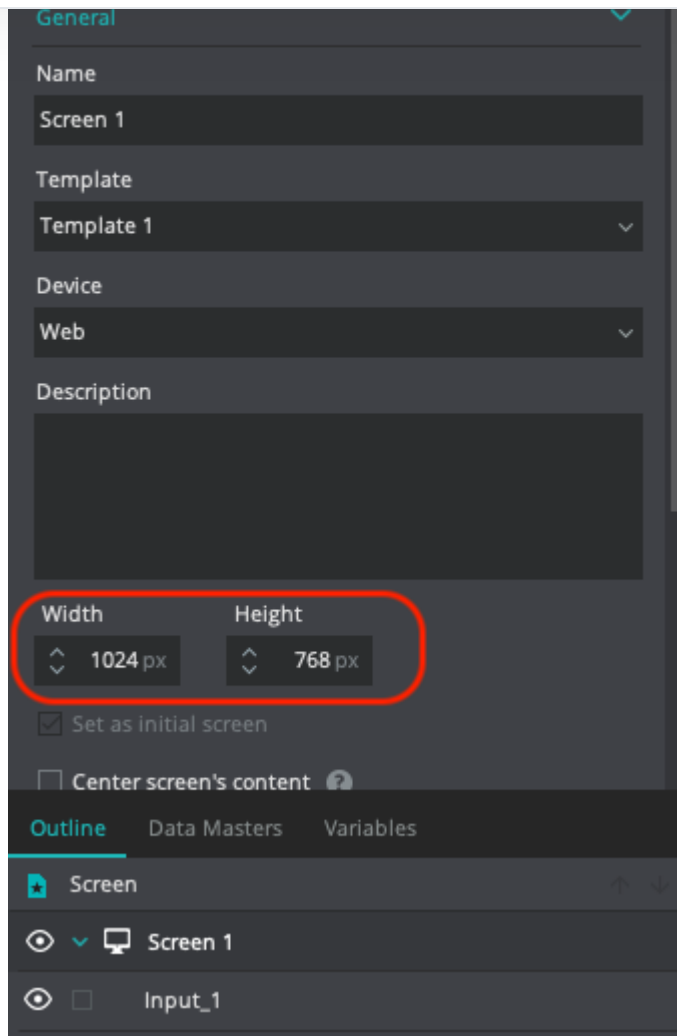 General
Name
Screen 1
Template
Template 1
Device
Web
Description
Width Height
1024 px 768 px
Set as initial screen
Center screen's content ?
Outline Data Masters Variables
Screen
Screen 1
Input_1